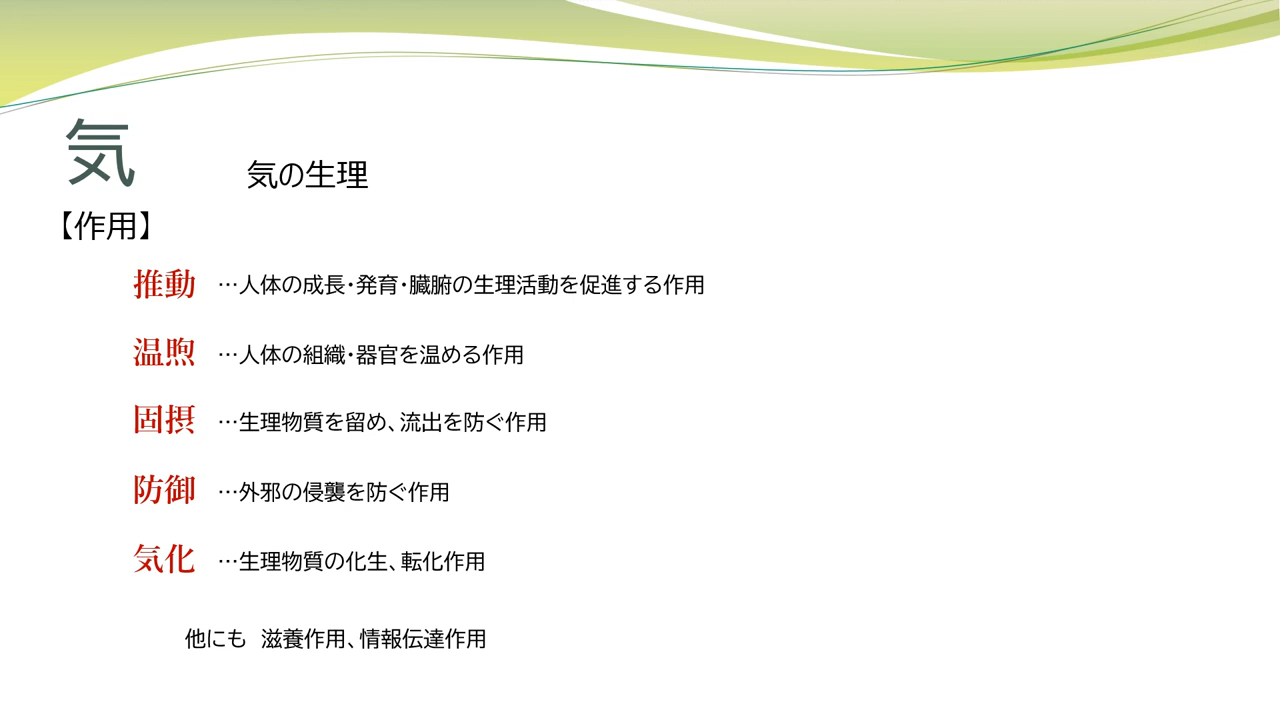 気
気の生理
【作用】
推動 …人体の成長・発育・臓腑の生理活動を促進する作用
温煦 …人体の組織・器官を温める作用
固摂 …生理物質を留め、流出を防ぐ作用
防御 …外邪の侵襲を防ぐ作用
気化 …生理物質の化生、転化作用
他にも 滋養作用、情報伝達作用